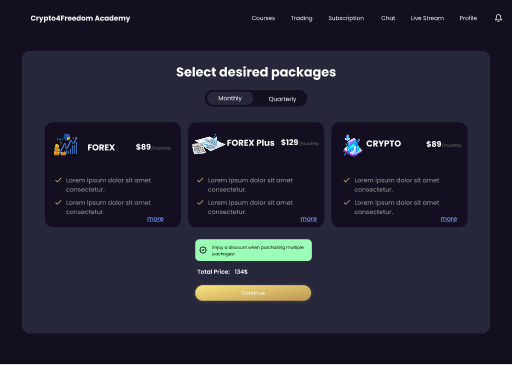 Crypto4Freedom Academy
Courses
Trading
Subscription
Chat
Live Stream
Profile
Select desired packages
Monthly
Quarterly
FOREX
$89/monthly
Lorem ipsum dolor sit amet
consectetur.
Lorem ipsum dolor sit amet
consectetur.
more
FOREX Plus
$129/monthly
Lorem ipsum dolor sit amet
consectetur.
Lorem ipsum dolor sit amet
consectetur.
more
CRYPTO
$89/monthly
Lorem ipsum dolor sit amet
consectetur.
Lorem ipsum dolor sit amet
consectetur.
more
Enjoy a discount when purchasing multiple
packages!
Total Price: 134$
Continue